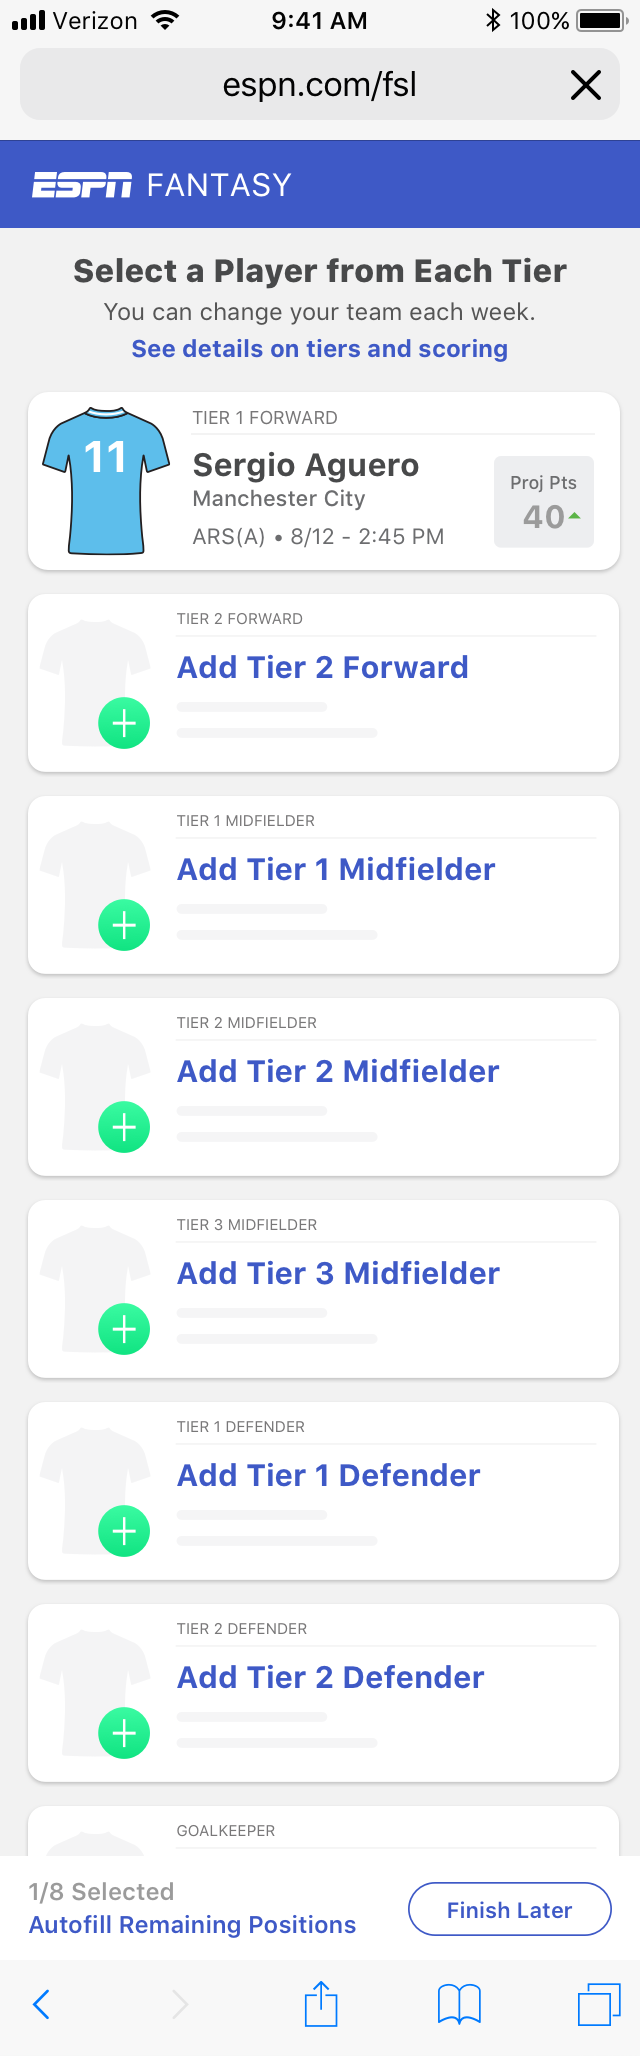 Verizon 9:41 AM 100%
espn.com/fsl
ESPN FANTASY
Select a Player from Each Tier
You can change your team each week.
See details on tiers and scoring
11
TIER 1 FORWARD
Sergio Aguero
Manchester City
ARS(A) • 8/12 - 2:45 PM
Proj Pts
40
TIER 2 FORWARD
Add Tier 2 Forward
TIER 1 MIDFIELDER
Add Tier 1 Midfielder
TIER 2 MIDFIELDER
Add Tier 2 Midfielder
TIER 3 MIDFIELDER
Add Tier 3 Midfielder
TIER 1 DEFENDER
Add Tier 1 Defender
TIER 2 DEFENDER
Add Tier 2 Defender
GOALKEEPER
1/8 Selected
Autofill Remaining Positions
Finish Later